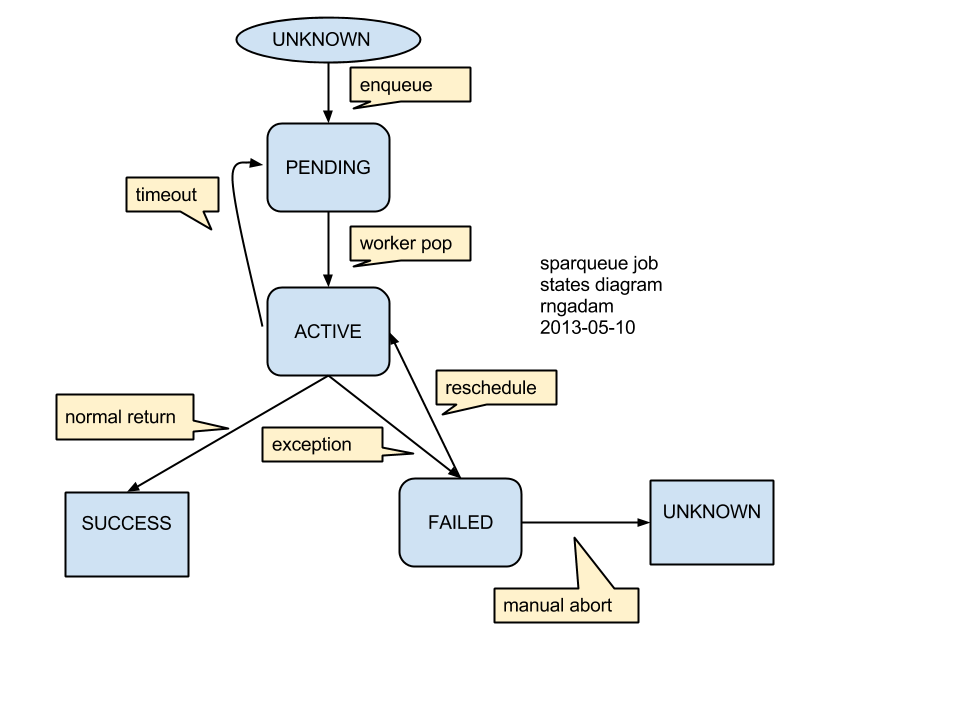 UNKNOWN
enqueue
PENDING
timeout
worker pop
sparqueue job
states diagram
rngadam
2013-05-10
ACTIVE
reschedule
normal return
exception
SUCCESS
FAILED
UNKNOWN
manual abort